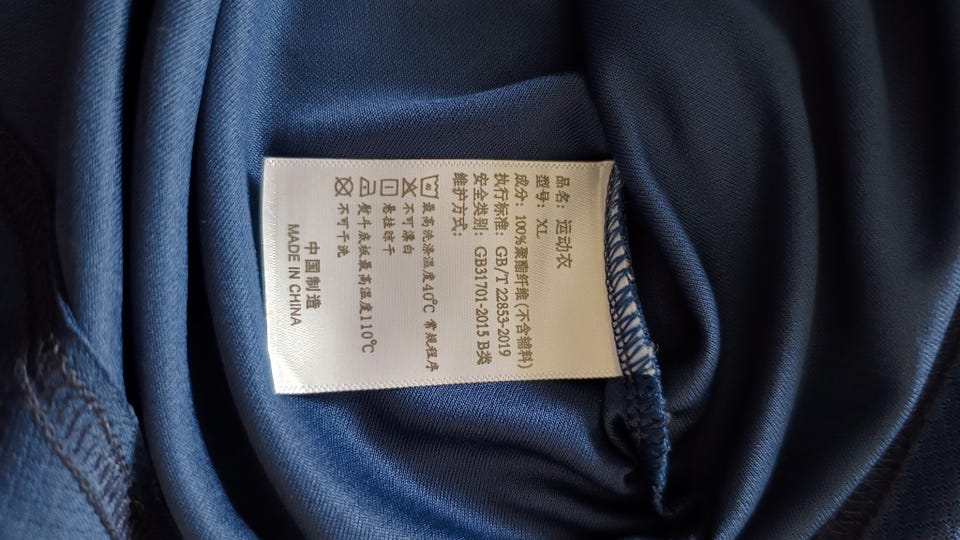 品名：运动衣
型号：XL
成分：100%聚酯纤维(不含辅料)
执行标准：GB/T 22853-2019
安全类别：GB31701-2015 B类
维护方式：
40 最高洗涤温度40℃ 常规程序
不可漂白
悬挂晾干
熨斗底板最高温度110℃
不可干洗
中国制造
MADE IN CHINA